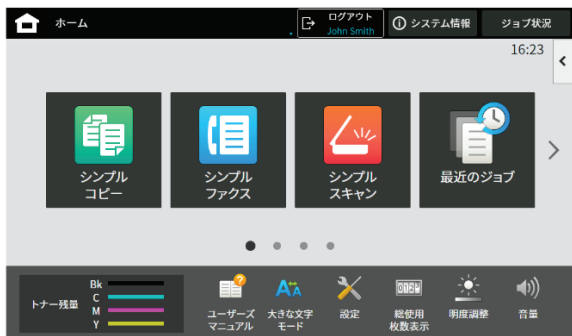 ホーム
ログアウト
John Smith
システム情報
ジョブ状況
16:23
シンプル
コピー
シンプル
ファクス
シンプル
スキャン
最近のジョブ
トナー残量
Bk
C
M
Y
ユーザーズ
マニュアル
大きな文字
モード
設定
総使用
枚数表示
明度調整
音量